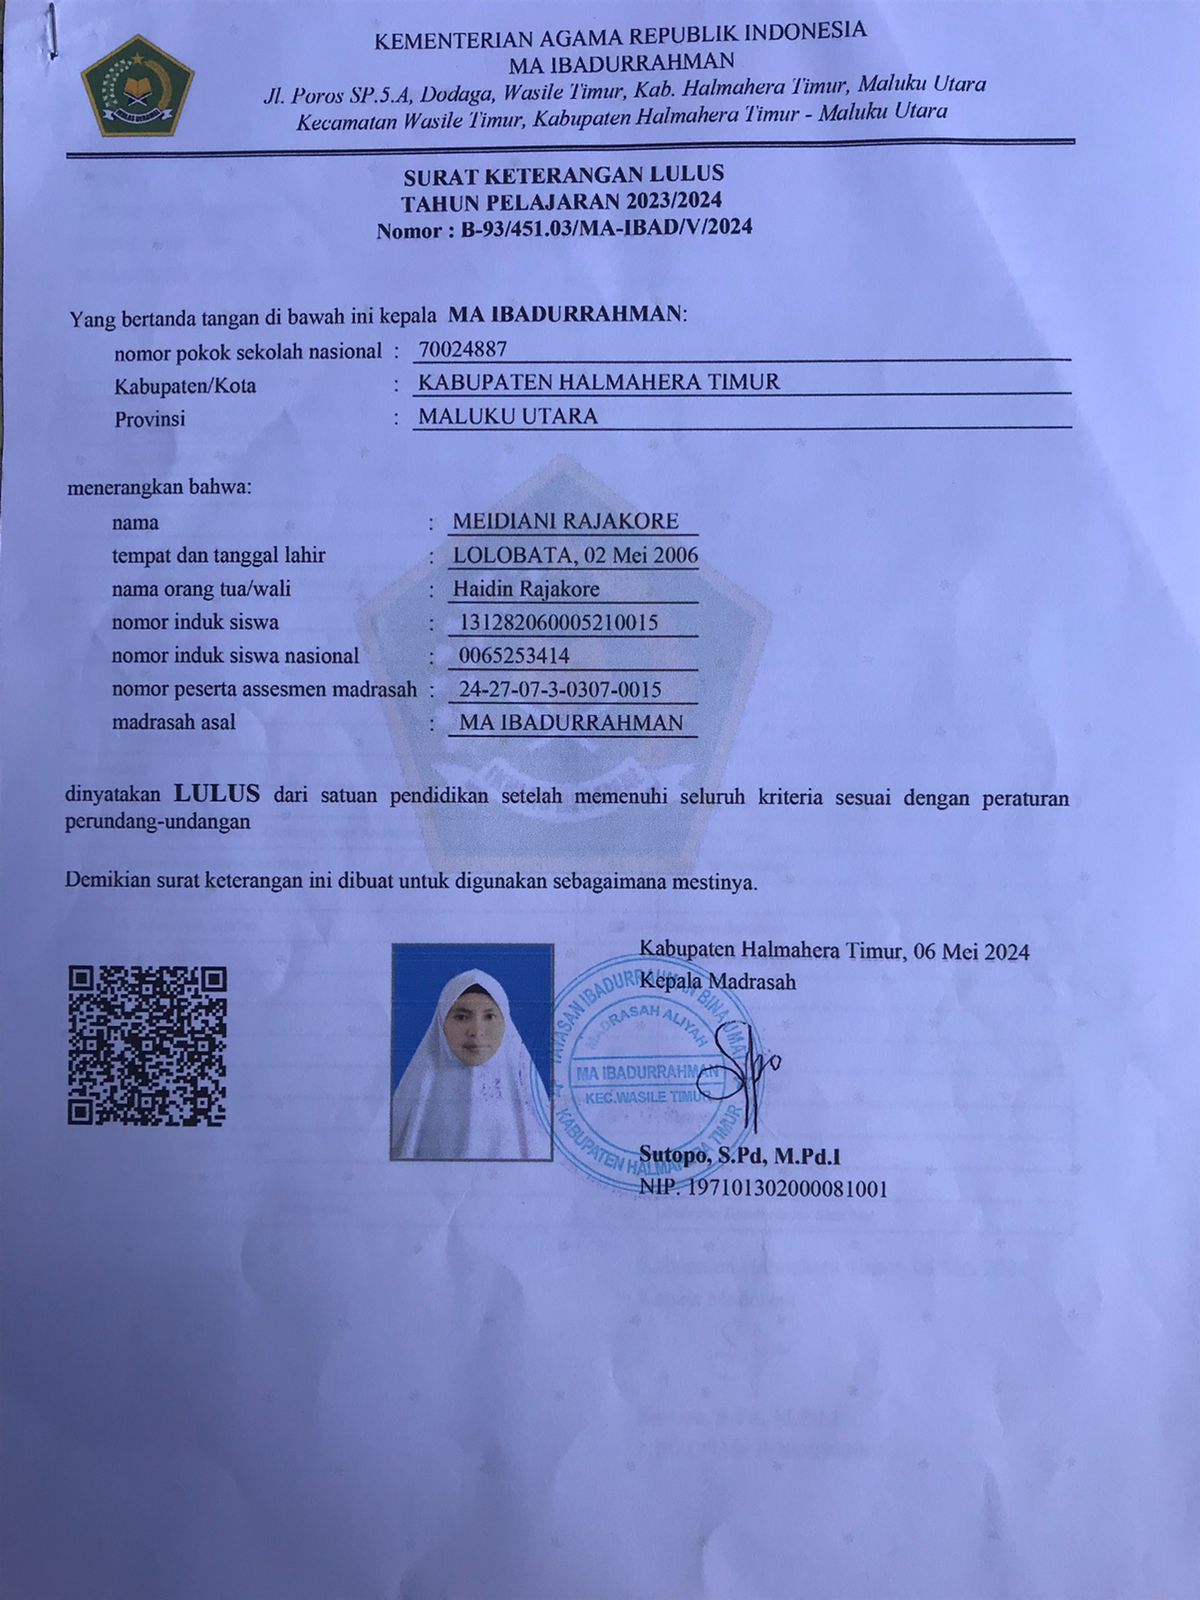 KEMENTERIAN AGAMA REPUBLIK INDONESIA
MA IBADURRAHMAN
Jl. Poros SP.5.A, Dodaga, Wasile Timur, Kab. Halmahera Timur, Maluku Utara
Kecamatan Wasile Timur, Kabupaten Halmahera Timur - Maluku Utara
SURAT KETERANGAN LULUS
TAHUN PELAJARAN 2023/2024
Nomor : B-93/451.03/MA-IBAD/V/2024
Yang bertanda tangan di bawah ini kepala MA IBADURRAHMAN:
nomor pokok sekolah nasional : 70024887
Kabupaten/Kota : KABUPATEN HALMAHERA TIMUR
Provinsi : MALUKU UTARA
menerangkan bahwa:
nama : MEIDIANI RAJAKORE
tempat dan tanggal lahir : LOLOBATA, 02 Mei 2006
nama orang tua/wali : Haidin Rajakore
nomor induk siswa : 131282060005210015
nomor induk siswa nasional : 0065253414
nomor peserta assesmen madrasah : 24-27-07-3-0307-0015
madrasah asal : MA IBADURRAHMAN
dinyatakan LULUS dari satuan pendidikan setelah memenuhi seluruh kriteria sesuai dengan peraturan
perundang-undangan
Demikian surat keterangan ini dibuat untuk digunakan sebagaimana mestinya.
Kabupaten Halmahera Timur, 06 Mei 2024
Kepala Madrasah
YAYASAN IBADURRAHMAN BINA UMAT
MADRASAH ALIYAH
MA IBADURRAHMAN
KEC.WASILE TIMUR
KABUPATEN HALMAHERA TIMUR
Sutopo, S.Pd, M.Pd.I
NIP. 197101302000081001